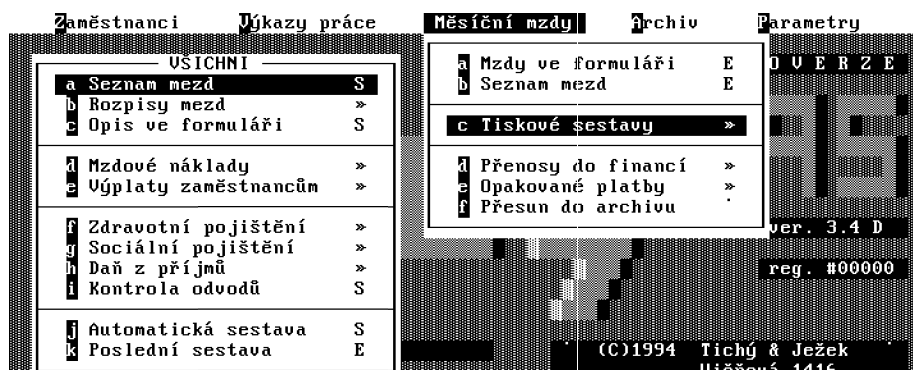 Zaměstnanci Výkazy práce Měsíční mzdy Archiv Parametry
VŠICHNI
a Seznam mezd S
b Rozpisy mezd »
c Opis ve formuláři S
d Mzdové náklady »
e Výplaty zaměstnancům »
f Zdravotní pojištění »
g Sociální pojištění »
h Daň z příjmů »
i Kontrola odvodů S
j Automatická sestava S
k Poslední sestava E
a Mzdy ve formuláři E
b Seznam mezd E
c Tiskové sestavy »
d Přenosy do financí »
e Opakované platby »
f Přesun do archivu
O V E R Z E
ver. 3.4 D
reg. #00000
(C)1994 Tichý & Ježek